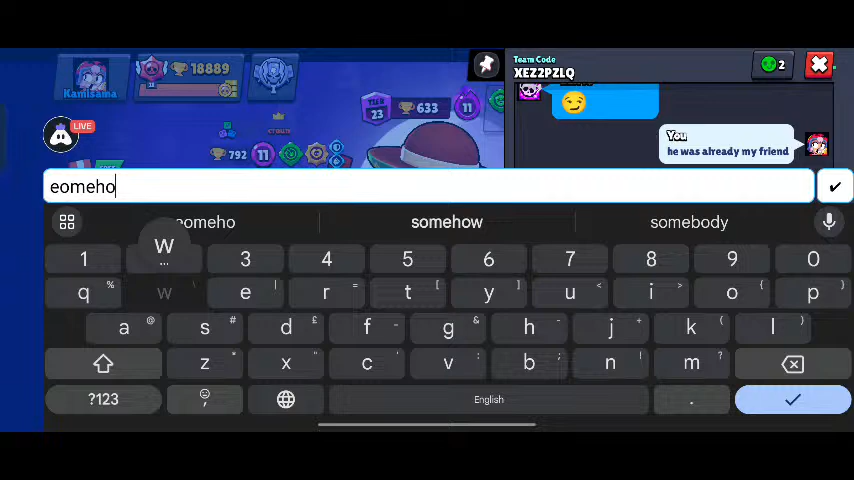 Team Code
XEZ2PZLQ
2
Kamisama
18889
TIER
23
633
11
LIVE
792
11
You
he was already my friend
eomeho
eomeho somehow somebody
w
...
1 3 4 5 6 7 8 9 0
q % w \ e | r = t [ y ] u < i > o { p }
a @ s # d £ f - g & h - j + k ( l )
z * x " c ' v : b ; n ! m ?
?123 , English .